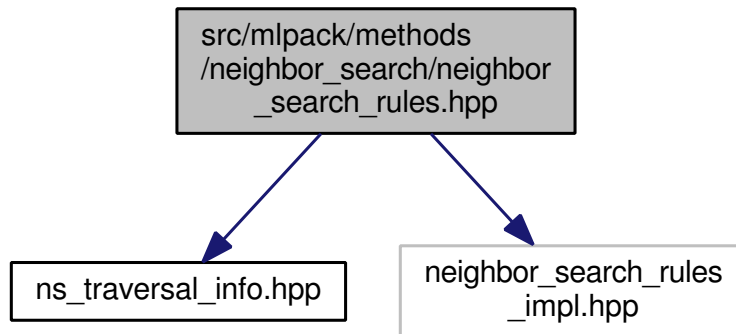 src/mlpack/methods
/neighbor_search/neighbor
_search_rules.hpp
ns_traversal_info.hpp
neighbor_search_rules
_impl.hpp